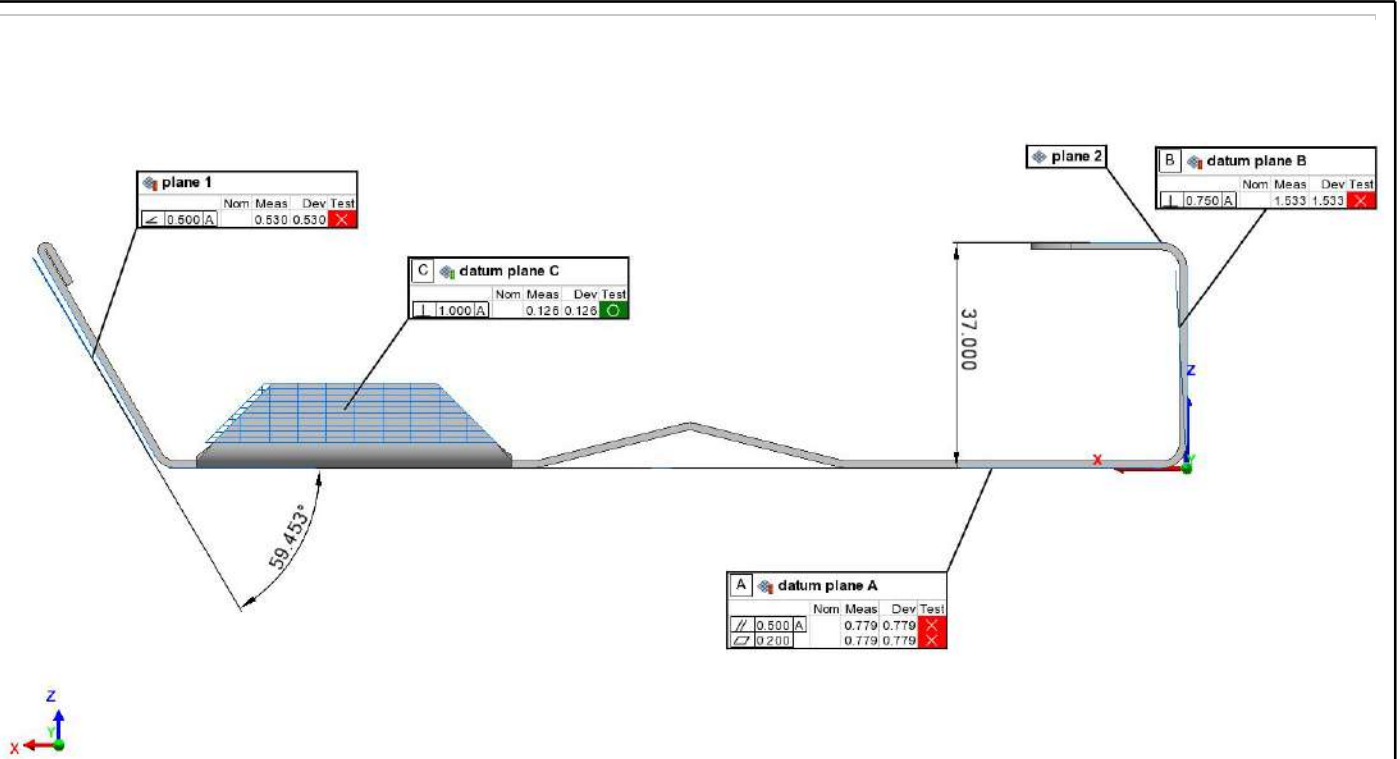 plane 1
Nom Meas Dev Test
∠ 0.500 A 0.530 0.530
plane 2
B datum plane B
Nom Meas Dev Test
⊥ 0.750 A 1.533 1.533
C datum plane C
Nom Meas Dev Test
⊥ 1.000 A 0.126 0.126
37.000
Z
X
Y
59.453°
A datum plane A
Nom Meas Dev Test
// 0.500 A 0.779 0.779
⏥ 0.200 0.779 0.779
Z
Y
X